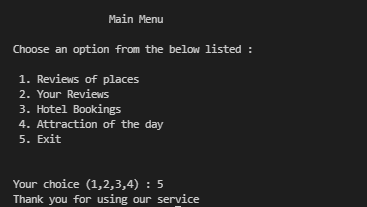 Main Menu
Choose an option from the below listed :
1. Reviews of places
2. Your Reviews
3. Hotel Bookings
4. Attraction of the day
5. Exit
Your choice (1,2,3,4) : 5
Thank you for using our service